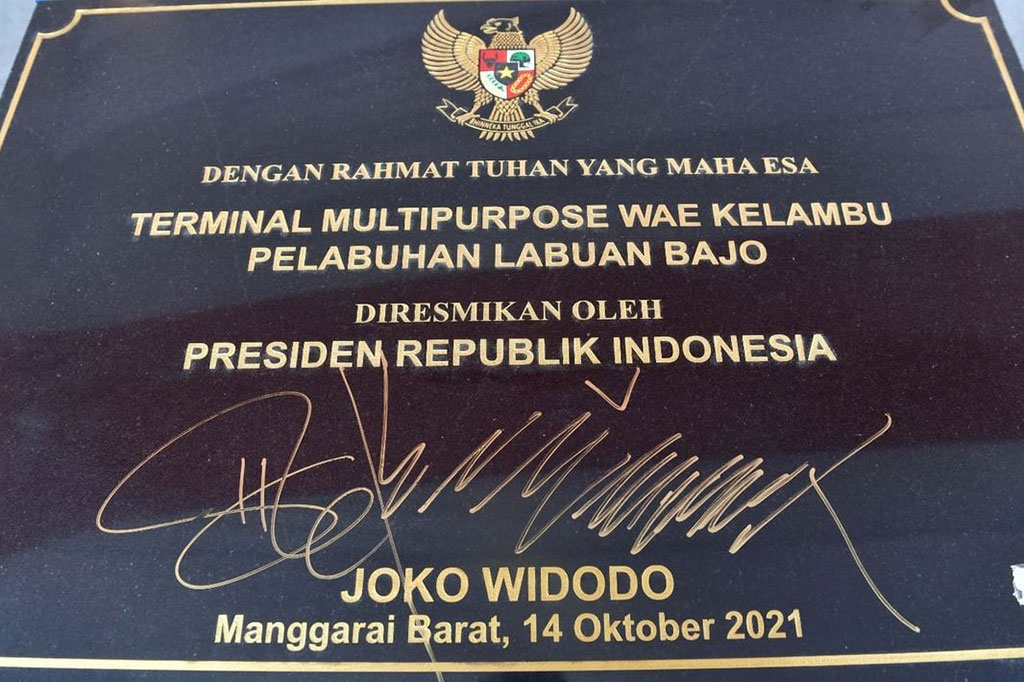 BHINNEKA TUNGGAL IKA
DENGAN RAHMAT TUHAN YANG MAHA ESA
TERMINAL MULTIPURPOSE WAE KELAMBU
PELABUHAN LABUAN BAJO
DIRESMIKAN OLEH
PRESIDEN REPUBLIK INDONESIA
JOKO WIDODO
Manggarai Barat, 14 Oktober 2021